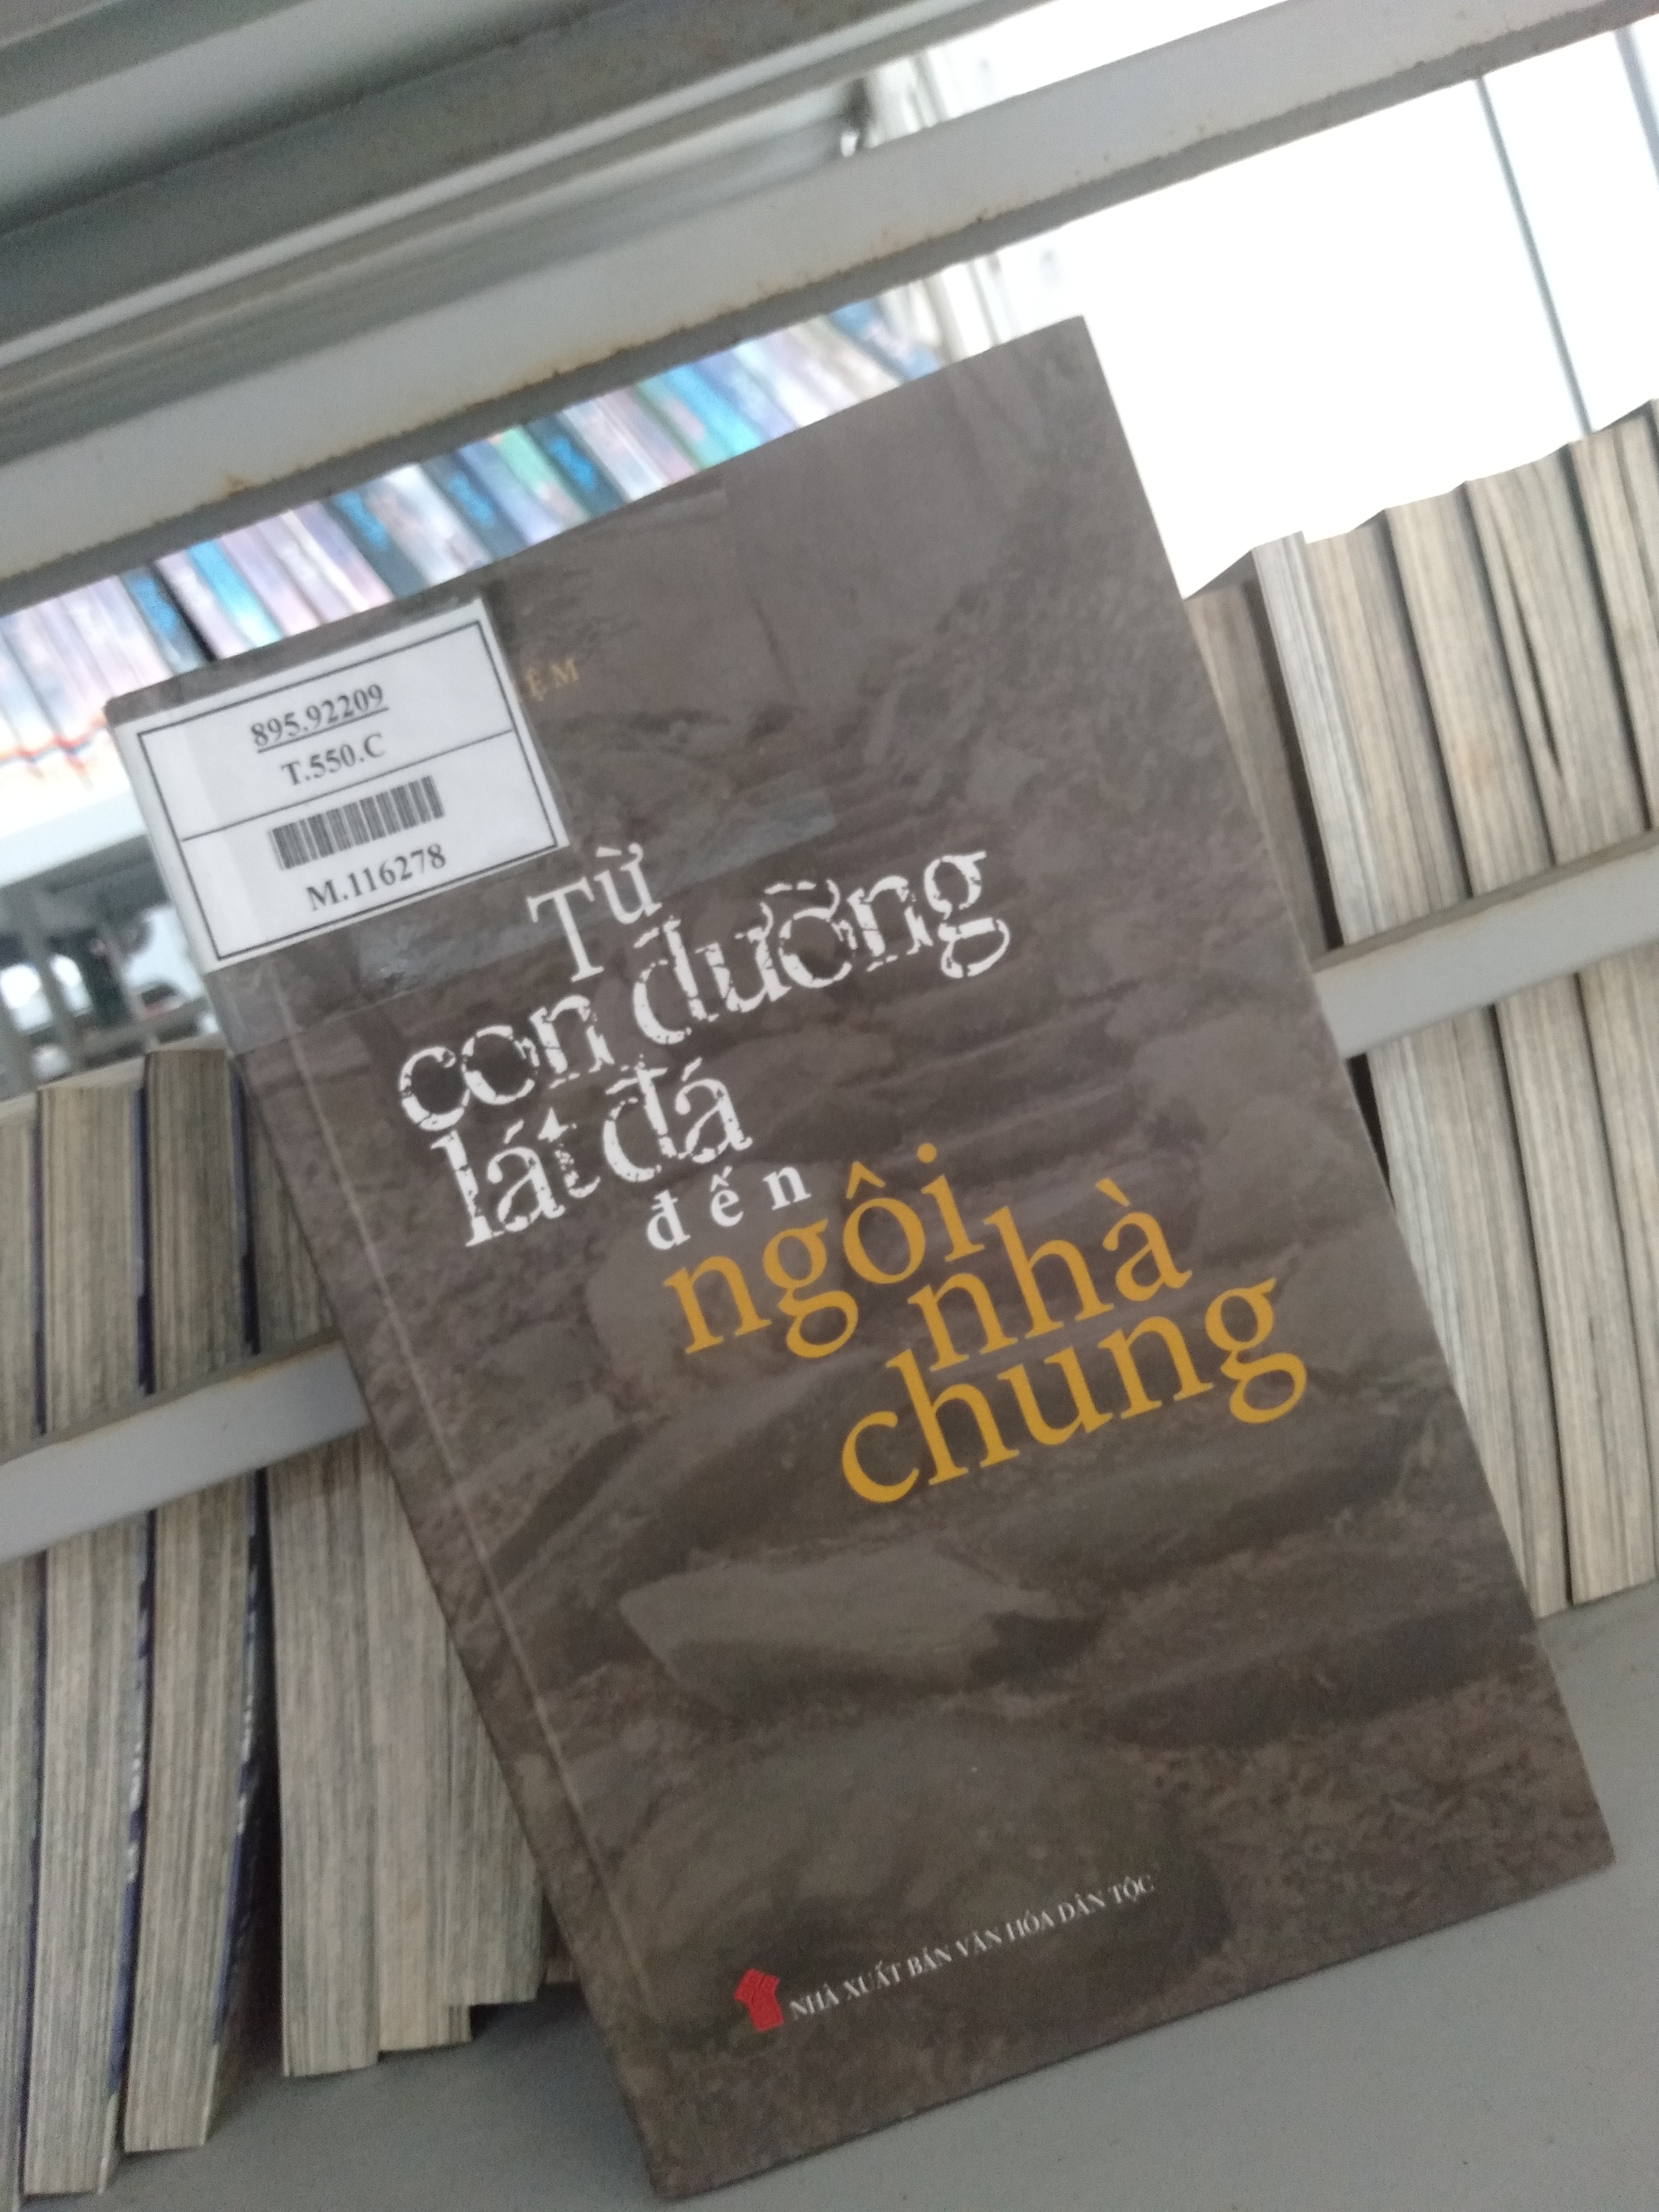 895.92209
T.550.C
M.116278
ỆM
Từ
con đường
lát đá
đến
ngôi
nhà
chung
NHÀ XUẤT BẢN VĂN HÓA DÂN TỘC